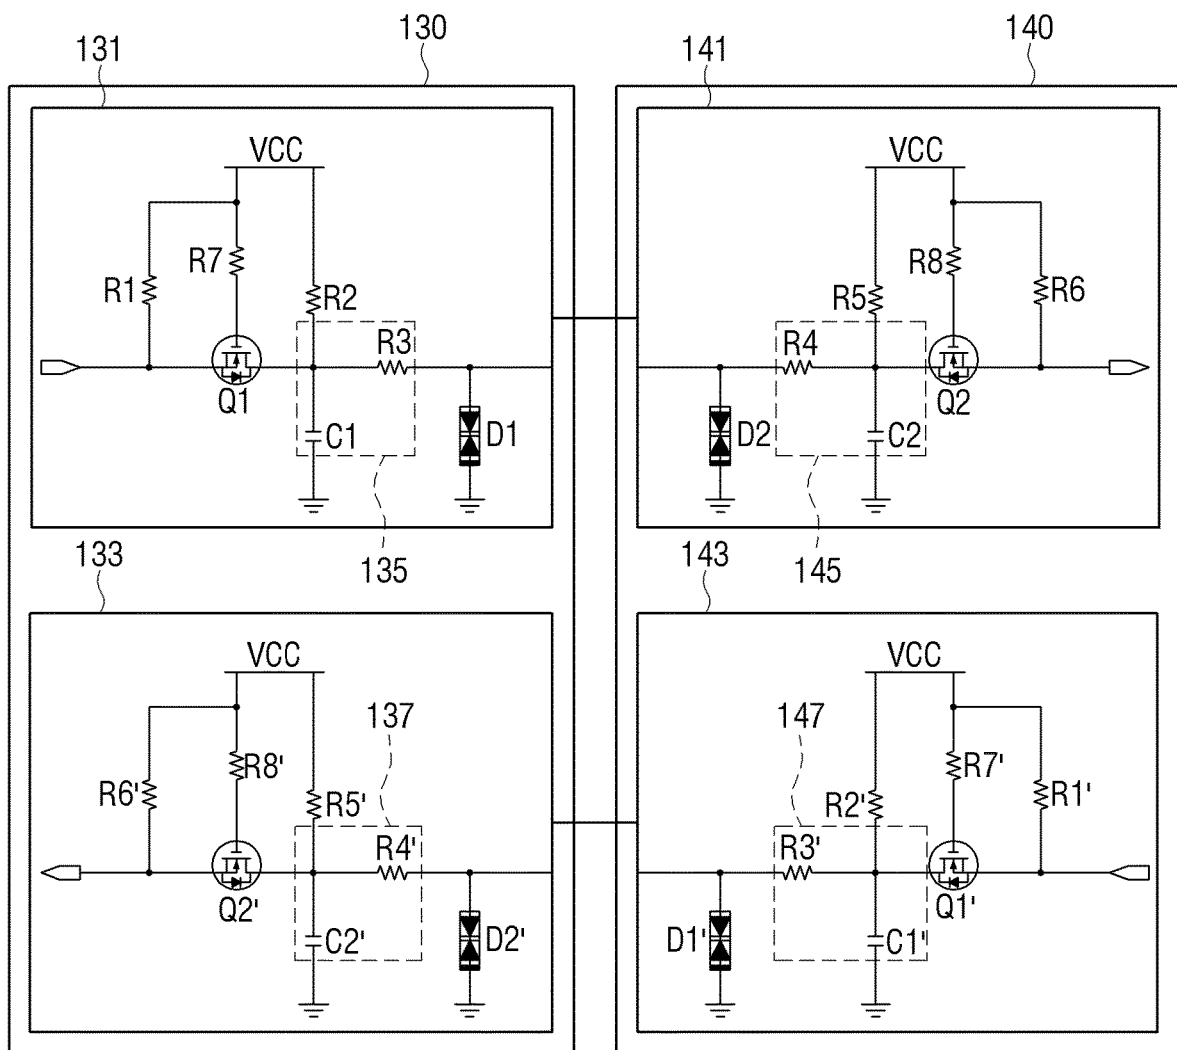 130
140
131
141
VCC
VCC
R7
R1
R2
R3
Q1
C1
D1
R8
R5
R6
R4
Q2
D2
C2
135
145
133
143
VCC
VCC
137
147
R8'
R6'
R5'
R4'
Q2'
C2'
D2'
R7'
R2'
R1'
R3'
Q1'
D1'
C1'